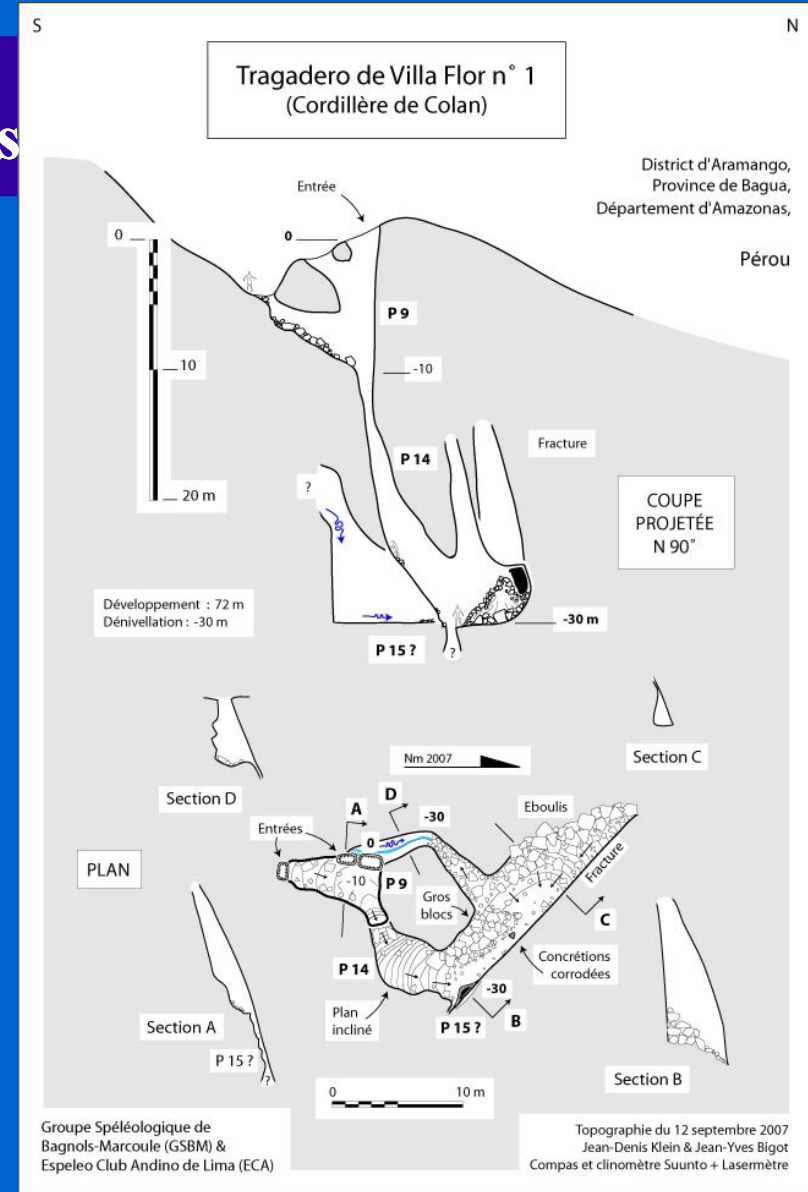 S
N
s
Tragadero de Villa Flor n° 1
(Cordillère de Colan)
District d'Aramango,
Province de Bagua,
Département d'Amazonas,
Pérou
Entrée
0
0
P 9
10
-10
P 14
Fracture
20 m
?
COUPE
PROJETÉE
N 90°
Développement : 72 m
Dénivellation : -30 m
-30 m
P 15 ?
?
Nm 2007
Section C
Section D
D
A
-30
Eboulis
Entrées
0
PLAN
-10
P 9
Fracture
Gros
blocs
C
P 14
Concrétions
corrodées
-30
Plan
incliné
B
P 15 ?
Section A
P 15 ?
?
Section B
0
10 m
Groupe Spéléologique de
Bagnols-Marcoule (GSBM) &
Espeleo Club Andino de Lima (ECA)
Topographie du 12 septembre 2007
Jean-Denis Klein & Jean-Yves Bigot
Compas et clinomètre Suunto + Lasermètre